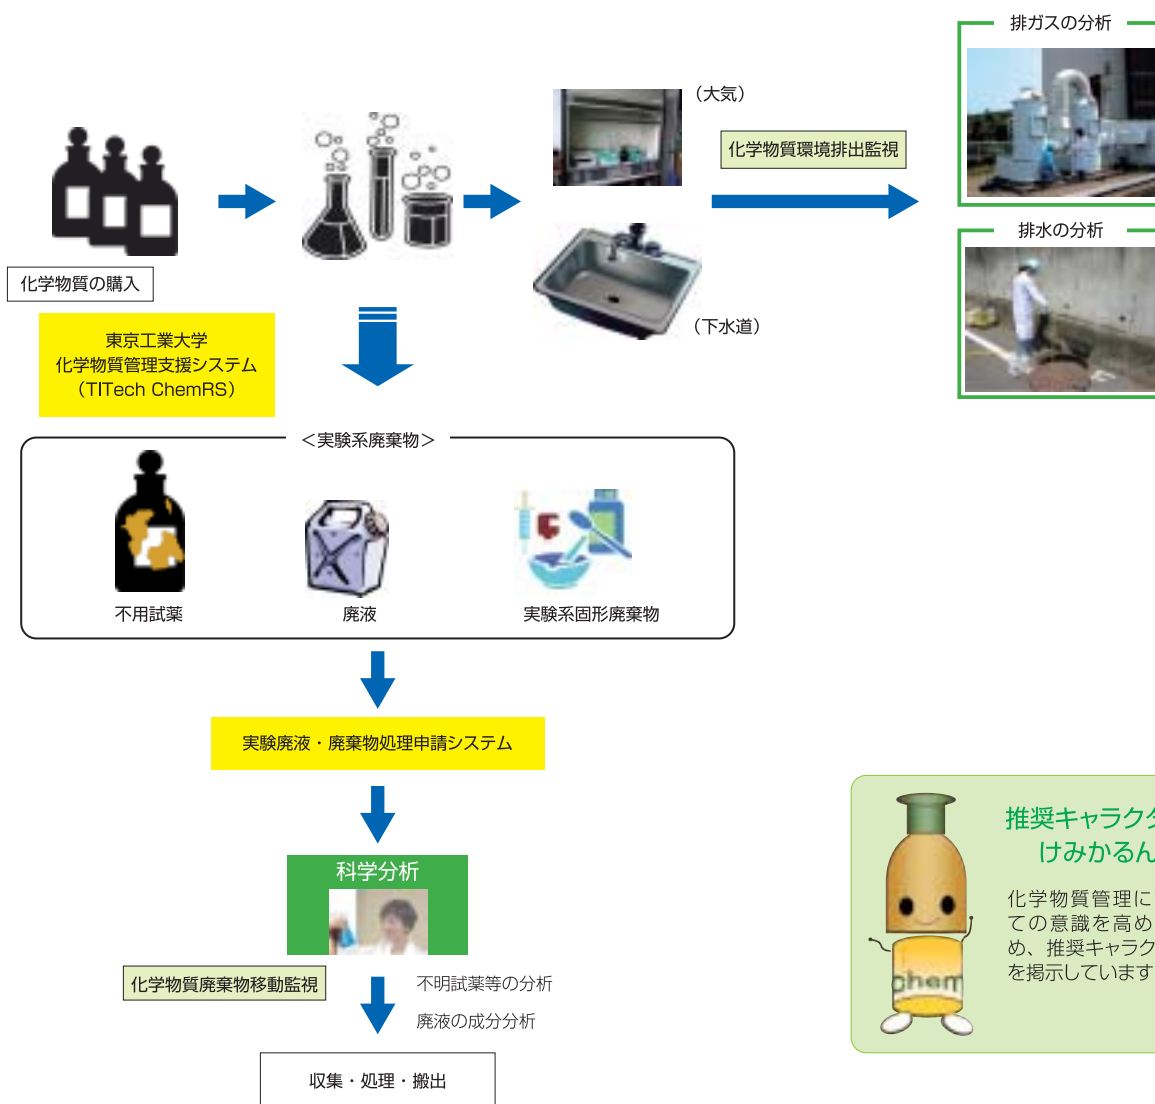 排ガスの分析
（大気）
化学物質環境排出監視
排水の分析
化学物質の購入
（下水道）
東京工業大学
化学物質管理支援システム
（TITech ChemRS）
＜実験系廃棄物＞
不用試薬
廃液
実験系固形廃棄物
実験廃液・廃棄物処理申請システム
科学分析
化学物質廃棄物移動監視
不明試薬等の分析
廃液の成分分析
収集・処理・搬出
推奨キャラクタ
けみかるん
化学物質管理に
ての意識を高め
め、推奨キャラク
を掲示しています
chem